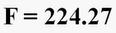 F = 224.27